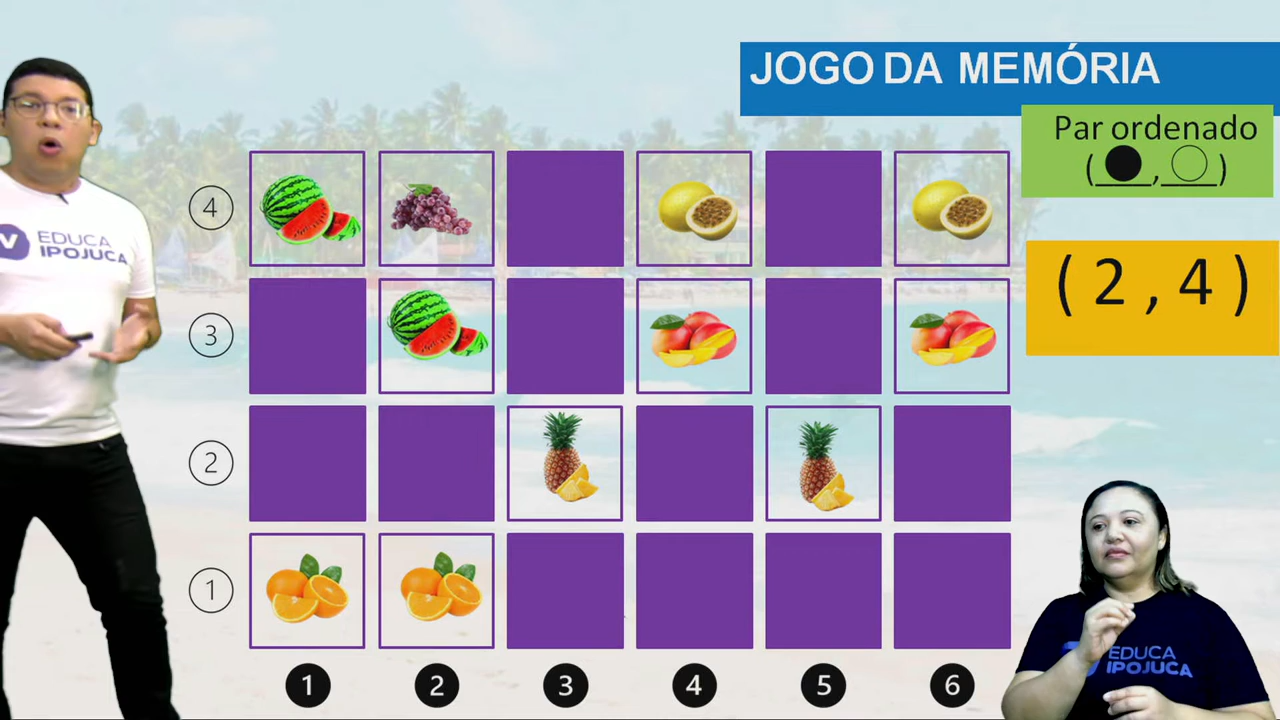 JOGO DA MEMÓRIA
Par ordenado
(●,○)
( 2 , 4 )
4
3
2
1
1 2 3 4 5 6
V EDUCA
IPOJUCA
EDUCA
IPOJUCA